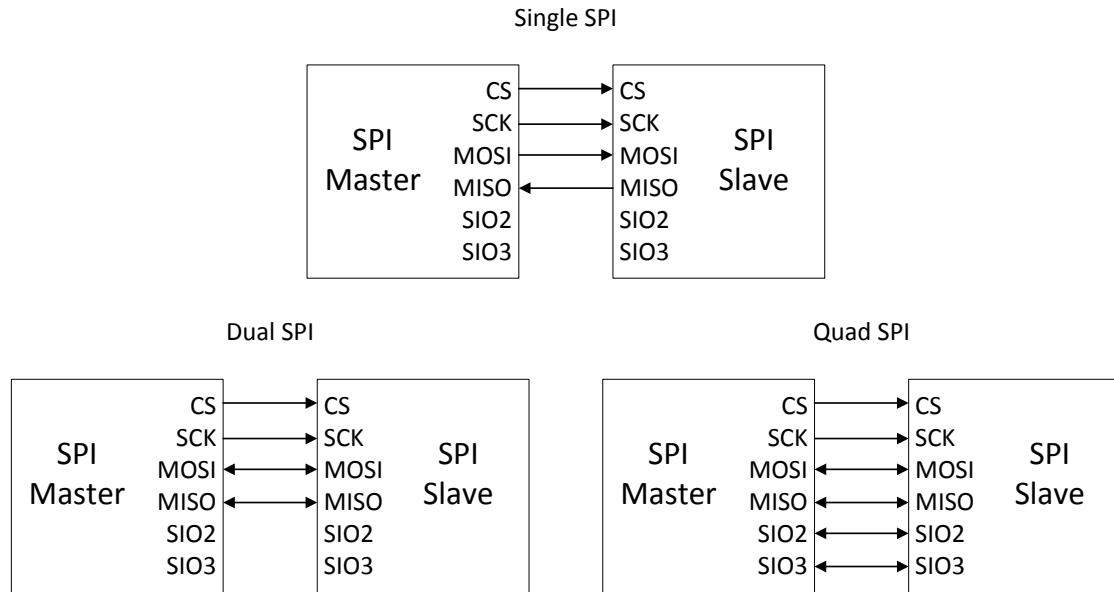 Single SPI
SPI
Master
CS
SCK
MOSI
MISO
SIO2
SIO3
CS
SCK
MOSI
MISO
SIO2
SIO3
SPI
Slave
Dual SPI
SPI
Master
CS
SCK
MOSI
MISO
SIO2
SIO3
CS
SCK
MOSI
MISO
SIO2
SIO3
SPI
Slave
Quad SPI
SPI
Master
CS
SCK
MOSI
MISO
SIO2
SIO3
CS
SCK
MOSI
MISO
SIO2
SIO3
SPI
Slave